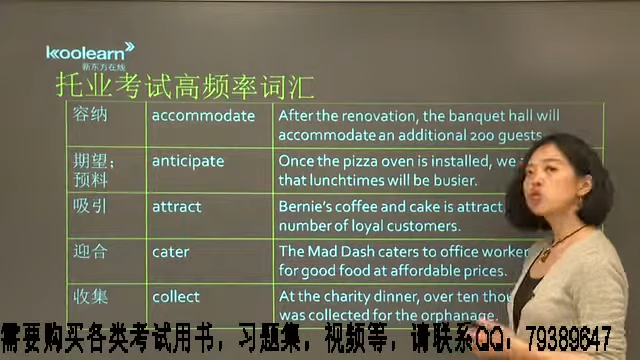 koolearn
新东方在线
托业考试高频率词汇
容纳
accommodate
After the renovation, the banquet hall will
accommodate an additional 200 guests.
期望;
预料
anticipate
Once the pizza oven is installed, we
that lunchtimes will be busier.
吸引
attract
Bernie's coffee and cake is attract
number of loyal customers.
迎合
cater
The Mad Dash caters to office worker
for good food at affordable prices.
收集
collect
At the charity dinner, over ten thou
was collected for the orphanage.
需要购买各类考试用书，习题集，视频等，请联系QQ：79389647